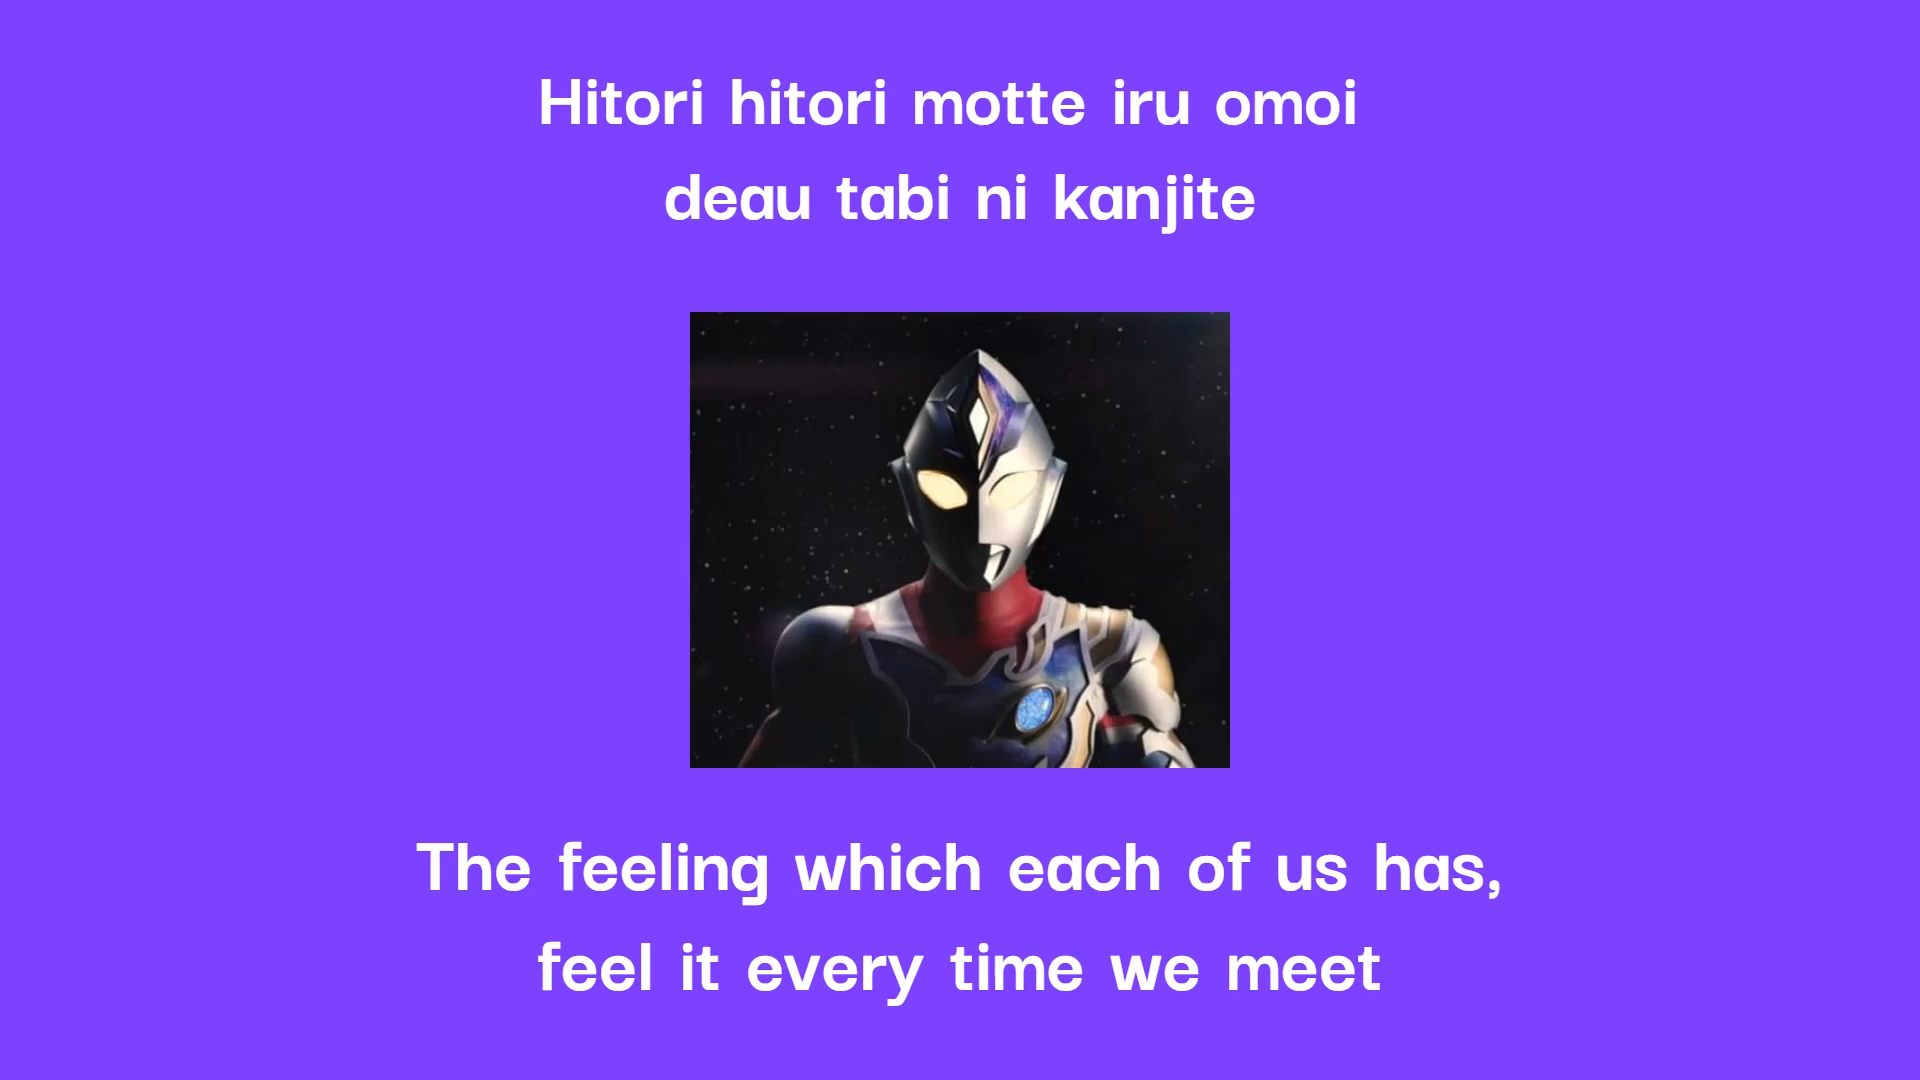 Hitori hitori motte iru omoi
deau tabi ni kanjite
The feeling which each of us has,
feel it every time we meet